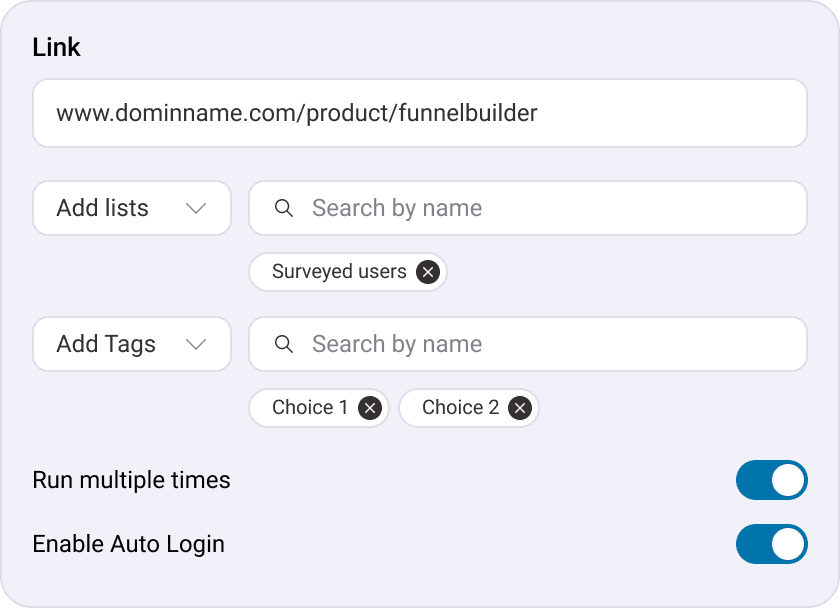 Link
www.dominname.com/product/funnelbuilder
Add lists
Search by name
Surveyed users
Add Tags
Search by name
Choice 1
Choice 2
Run multiple times
Enable Auto Login